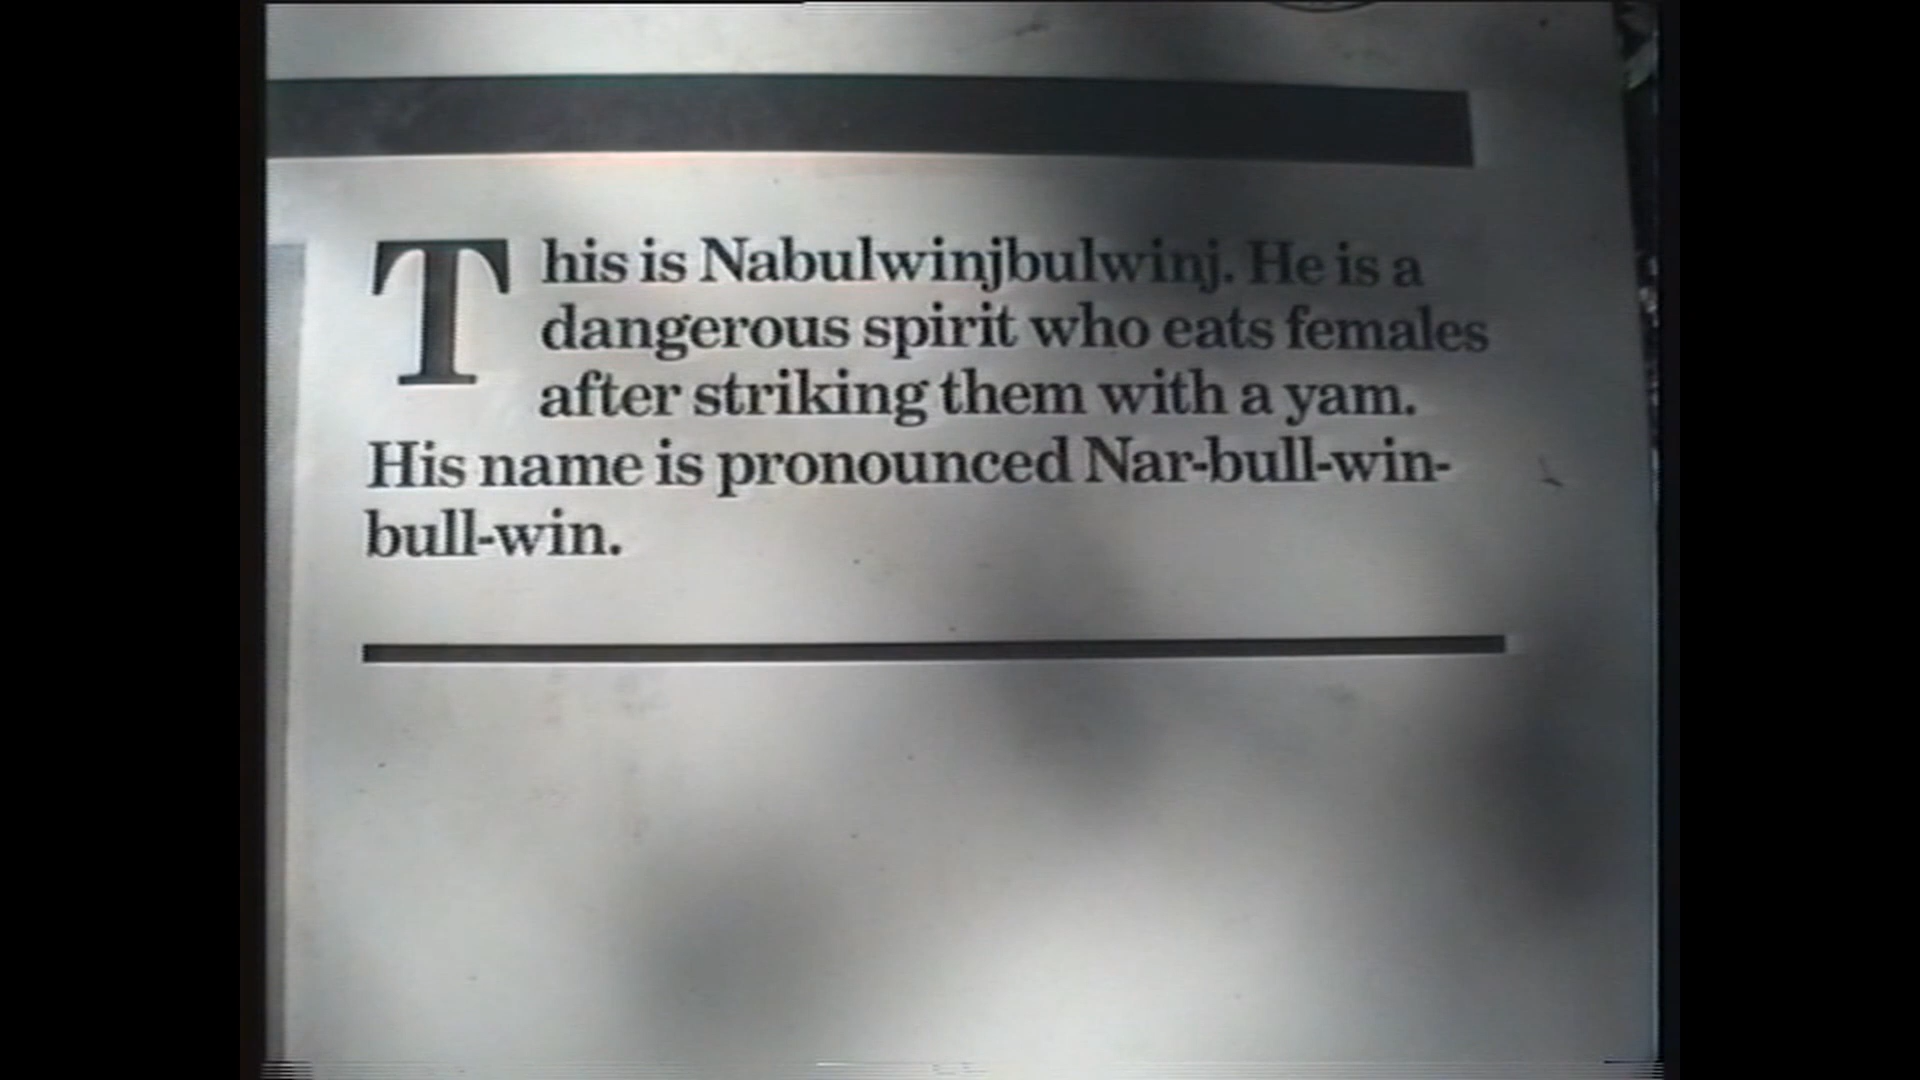 This is Nabulwinjbulwinj. He is a
dangerous spirit who eats females
after striking them with a yam.
His name is pronounced Nar-bull-win-
bull-win.